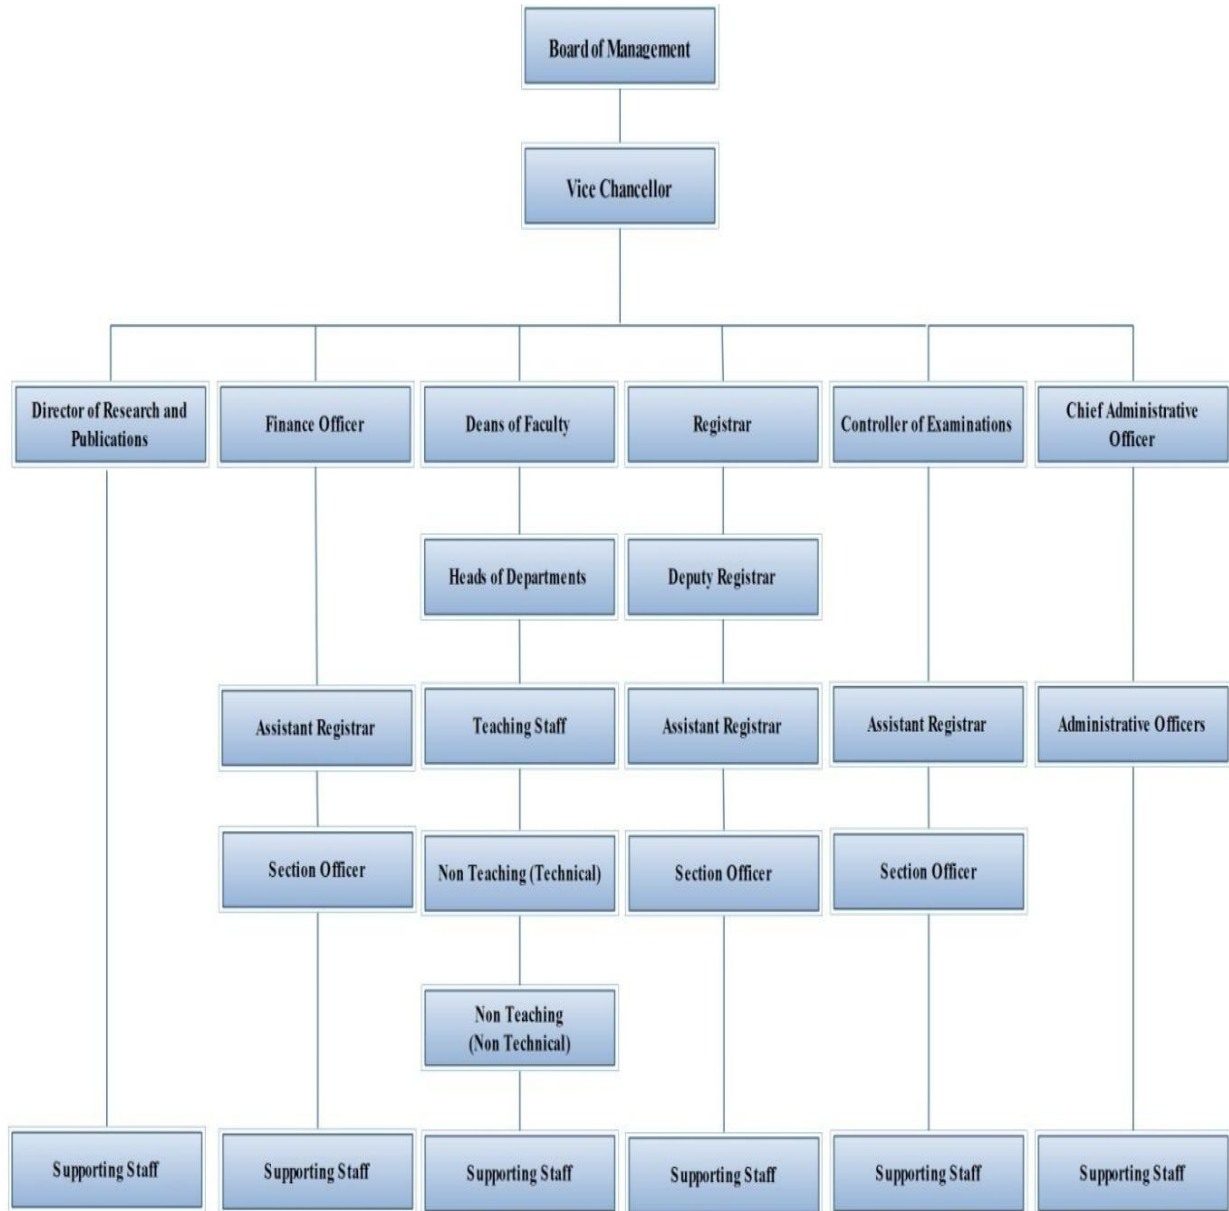 Board of Management
Vice Chancellor
Director of Research and
Publications
Finance Officer
Deans of Faculty
Registrar
Controller of Examinations
Chief Administrative
Officer
Heads of Departments
Deputy Registrar
Assistant Registrar
Teaching Staff
Assistant Registrar
Assistant Registrar
Administrative Officers
Section Officer
Non Teaching (Technical)
Section Officer
Section Officer
Non Teaching
(Non Technical)
Supporting Staff
Supporting Staff
Supporting Staff
Supporting Staff
Supporting Staff
Supporting Staff